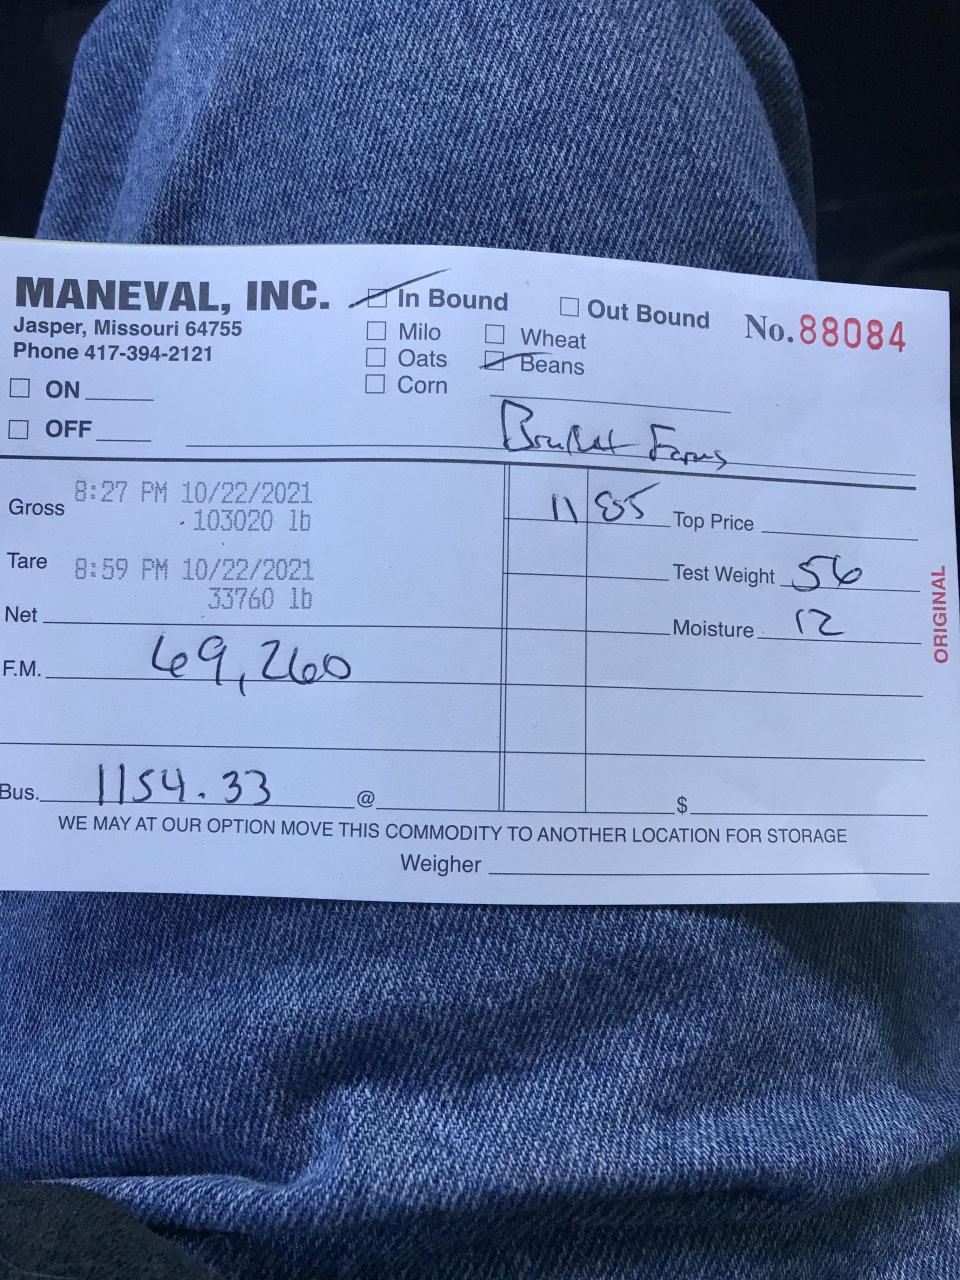 MANEVAL, INC.
Jasper, Missouri 64755
Phone 417-394-2121
In Bound
Out Bound
No. 88084
Milo
Wheat
Oats
Beans
Corn
ON
OFF
Farms
Gross 8:27 PM 10/22/2021
103020 lb
11 85
Top Price
Tare 8:59 PM 10/22/2021
33760 lb
Test Weight 56
Net
Moisture 12
F.M. 69,260
ORIGINAL
Bus. 1154.33 @ $
WE MAY AT OUR OPTION MOVE THIS COMMODITY TO ANOTHER LOCATION FOR STORAGE
Weigher